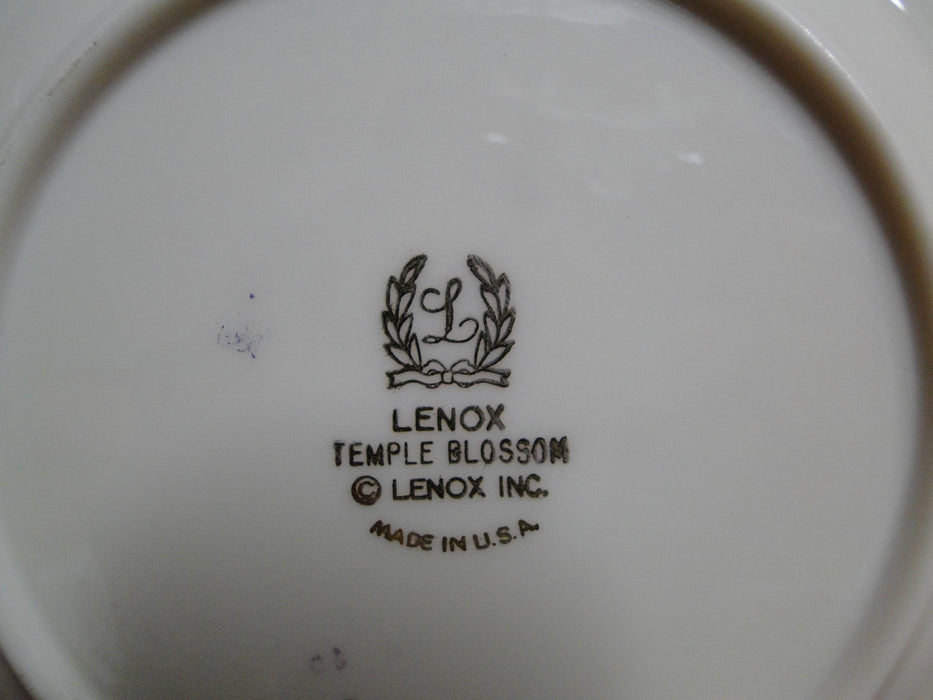 L
LENOX
TEMPLE BLOSSOM
© LENOX INC.
MADE IN U.S.A.